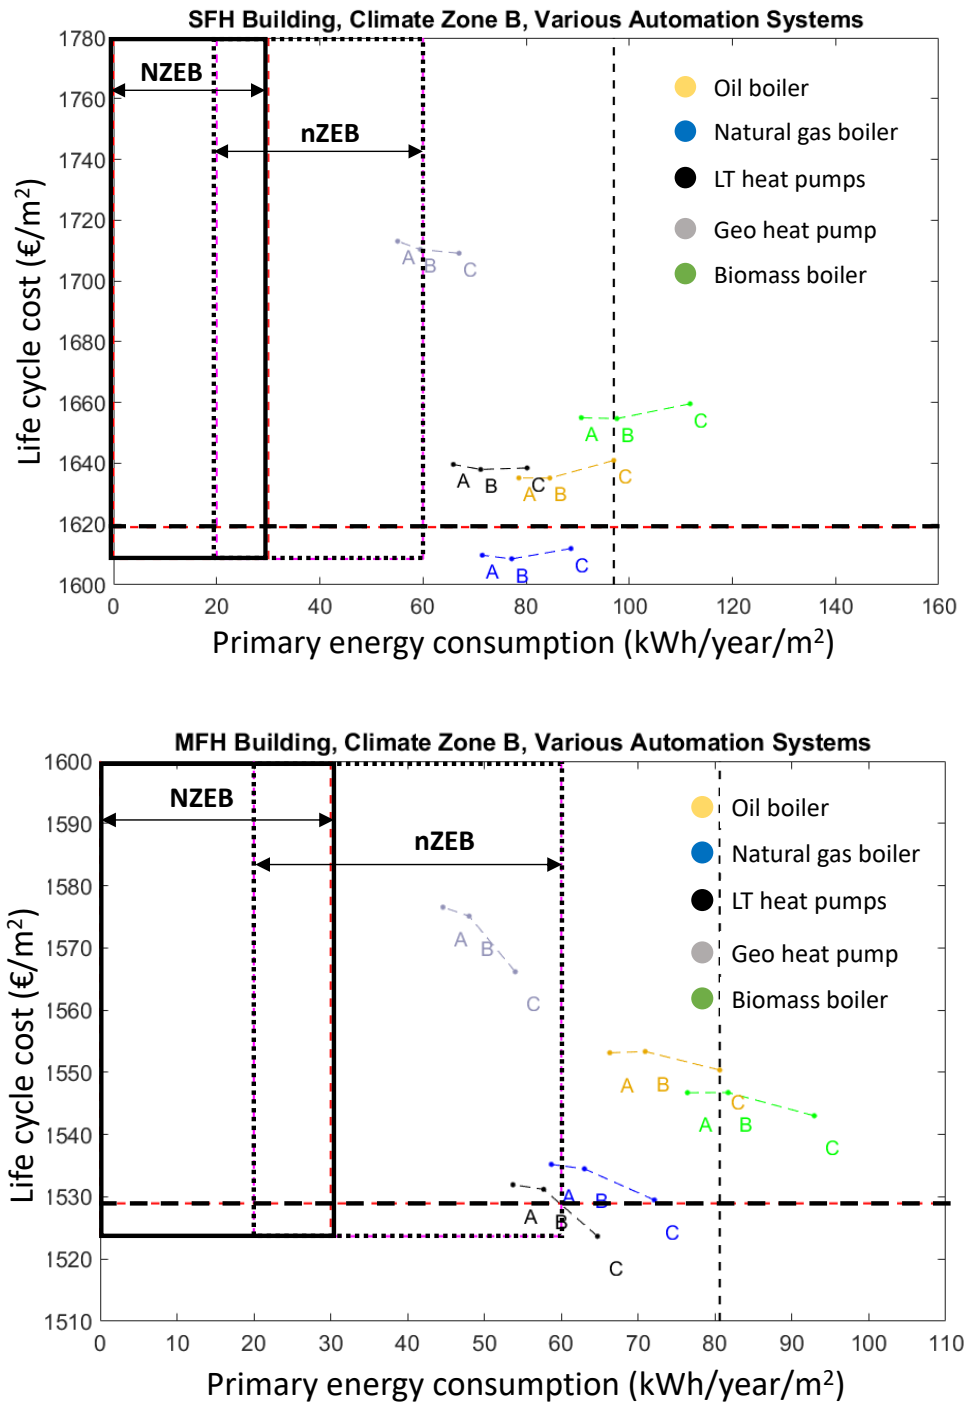 SFH Building, Climate Zone B, Various Automation Systems
1780
1760
1740
1720
1700
1680
1660
1640
1620
1600
Life cycle cost (€/m²)
NZEB
nZEB
Oil boiler
Natural gas boiler
LT heat pumps
Geo heat pump
Biomass boiler
A B C
A B C
A B C
A B C
A B C
0 20 40 60 80 100 120 140 160
Primary energy consumption (kWh/year/m²)
MFH Building, Climate Zone B, Various Automation Systems
1600
1590
1580
1570
1560
1550
1540
1530
1520
1510
Life cycle cost (€/m²)
NZEB
nZEB
Oil boiler
Natural gas boiler
LT heat pumps
Geo heat pump
Biomass boiler
A B C
A B C
A B C
A B C
A B C
0 10 20 30 40 50 60 70 80 90 100 110
Primary energy consumption (kWh/year/m²)